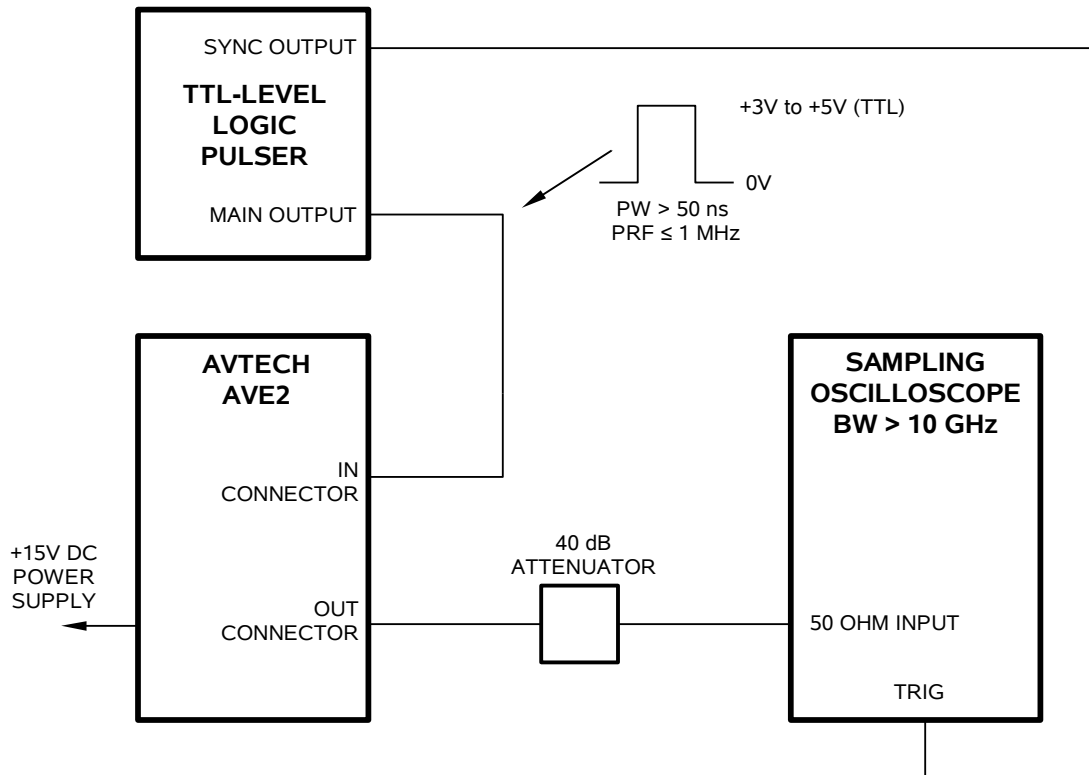 SYNC OUTPUT
TTL-LEVEL
LOGIC
PULSER
MAIN OUTPUT
+3V to +5V (TTL)
0V
PW > 50 ns
PRF ≤ 1 MHz
AVTECH
AVE2
IN
CONNECTOR
OUT
CONNECTOR
+15V DC
POWER
SUPPLY
40 dB
ATTENUATOR
SAMPLING
OSCILLOSCOPE
BW > 10 GHz
50 OHM INPUT
TRIG